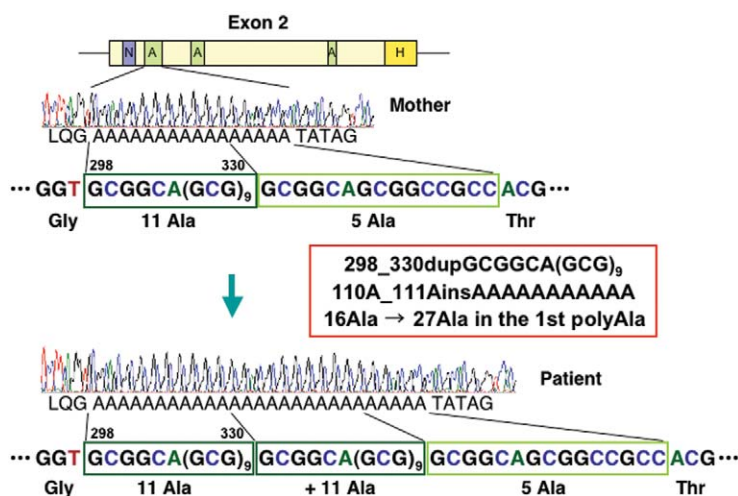 Exon 2
N A A A H
Mother
LQG AAAAAAAAAAAAAAAA TATAG
298 330
··· GGT GCGGCA(GCG)₉ GCGGCAGCGGCCGCC ACG ···
Gly 11 Ala 5 Ala Thr
298_330dupGCGGCA(GCG)₉
110A_111AinsAAAAAAAAAAA
16Ala → 27Ala in the 1st polyAla
Patient
LQG AAAAAAAAAAAAAAAAAAAAAAAAAAA TATAG
298 330
··· GGT GCGGCA(GCG)₉ GCGGCA(GCG)₉ GCGGCAGCGGCCGCC ACG ···
Gly 11 Ala + 11 Ala 5 Ala Thr